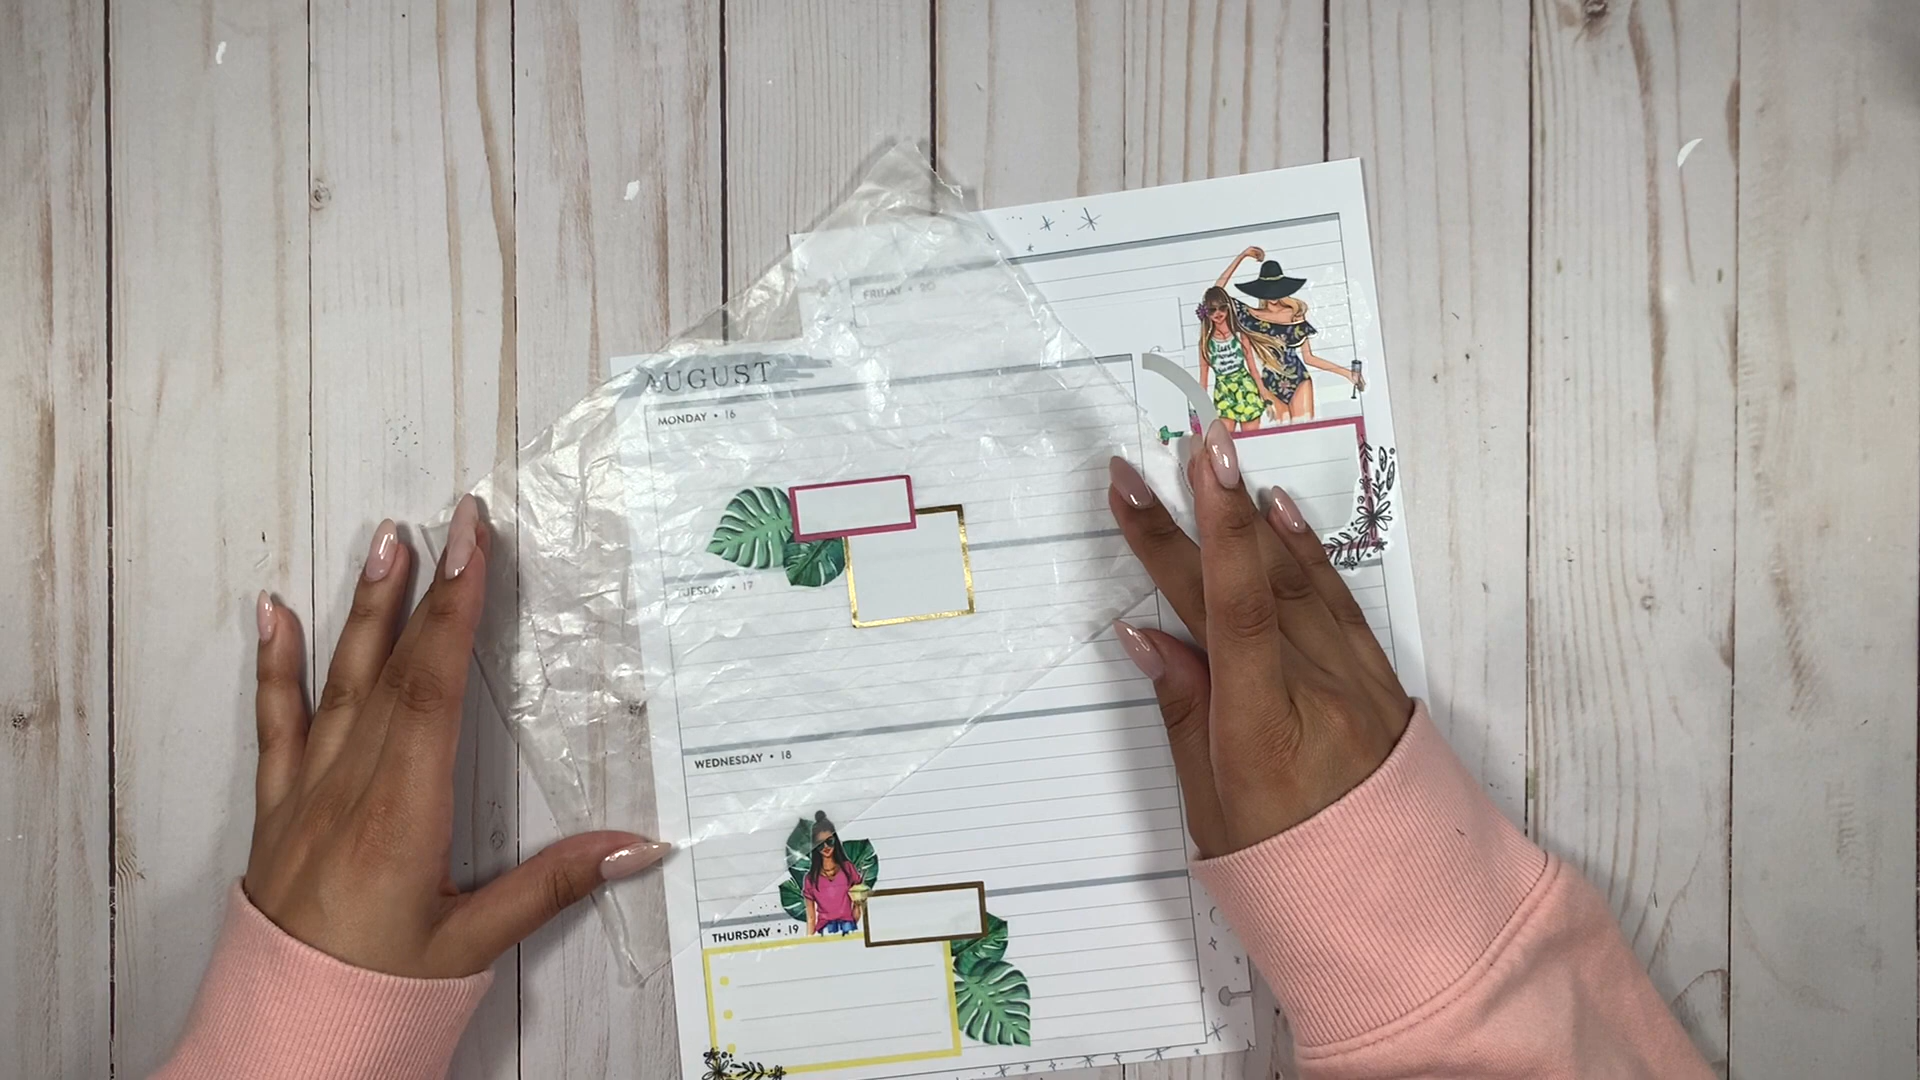 FRIDAY • 20
AUGUST
MONDAY • 16
TUESDAY • 17
WEDNESDAY • 18
THURSDAY • 19